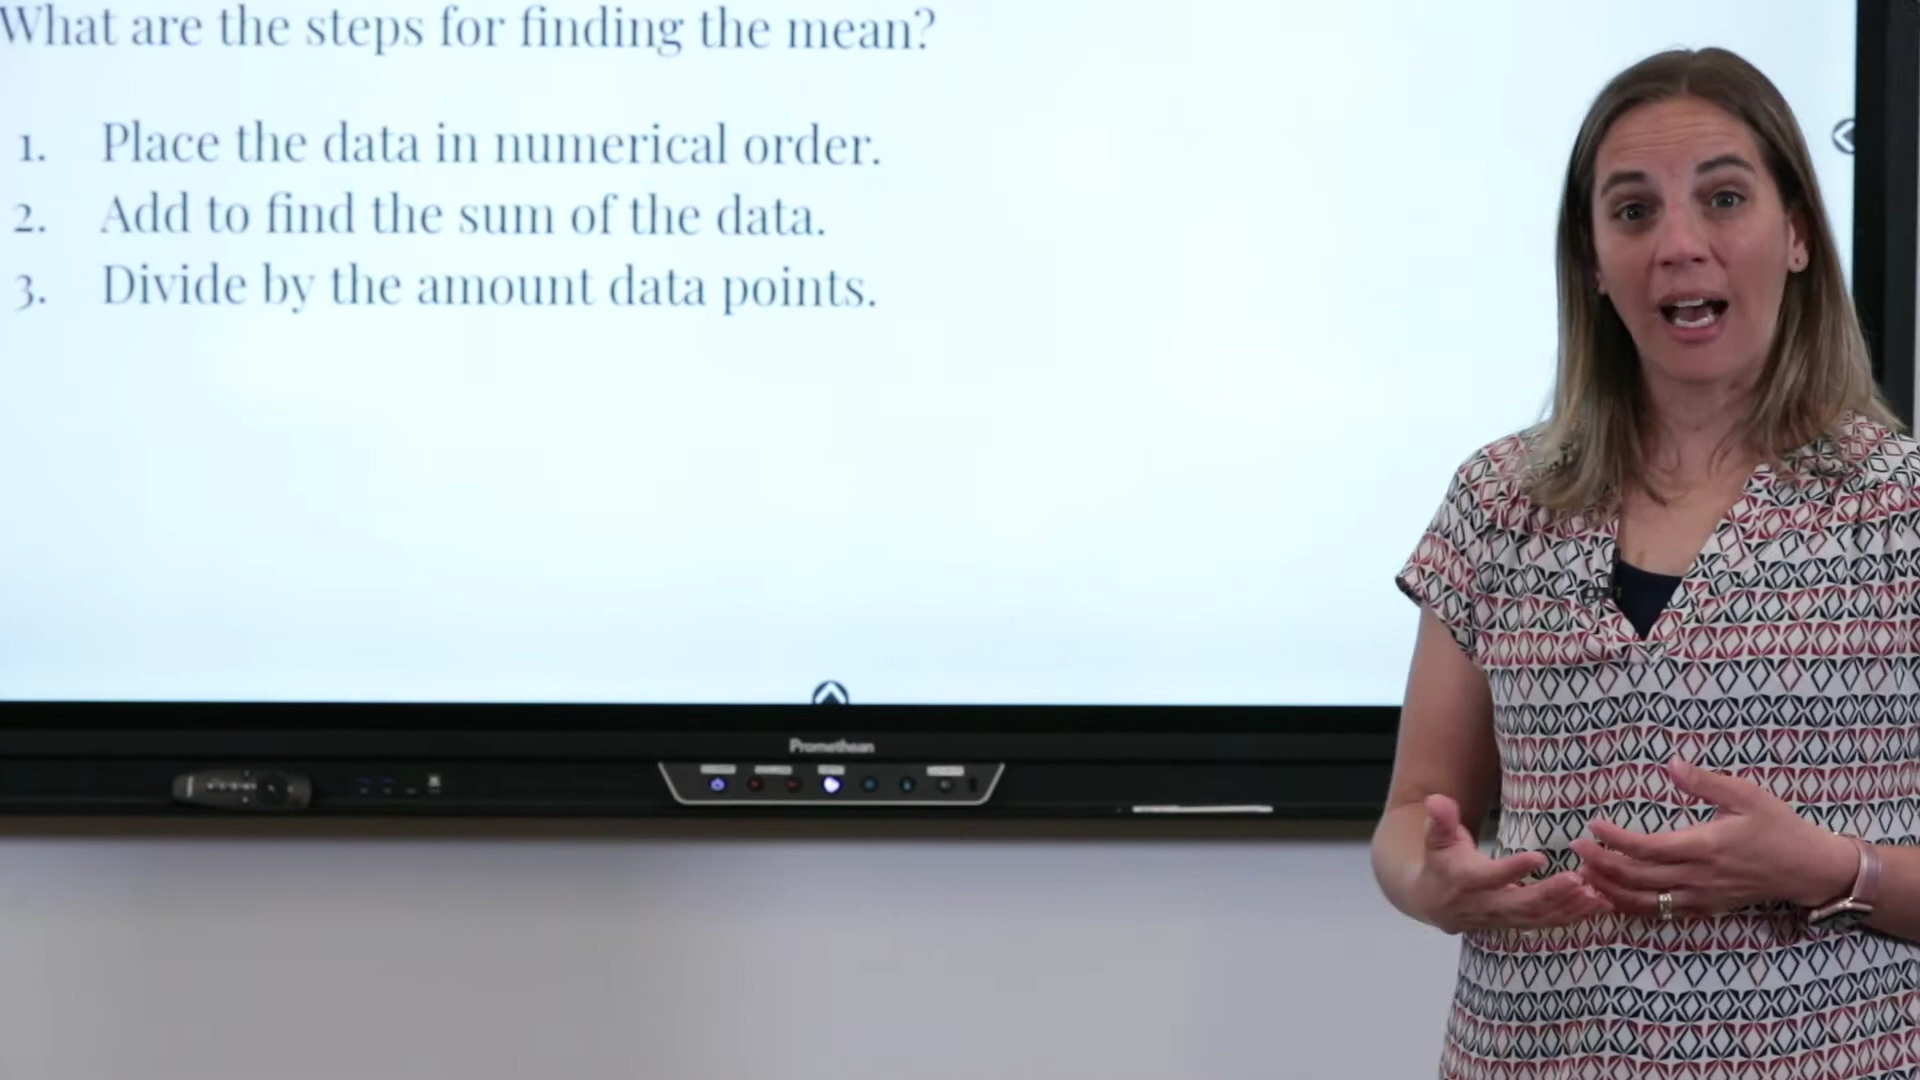 What are the steps for finding the mean?
1. Place the data in numerical order.
2. Add to find the sum of the data.
3. Divide by the amount data points.
Promethean